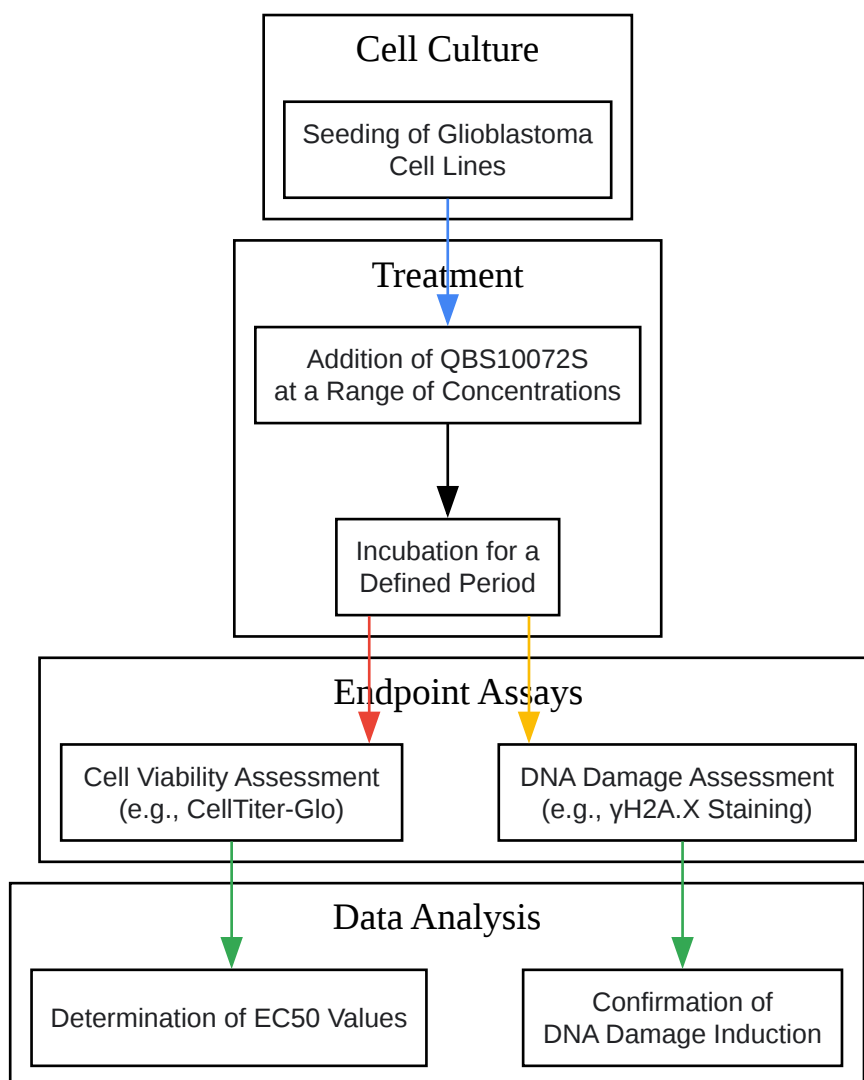 Cell Culture
Seeding of Glioblastoma
Cell Lines
Treatment
Addition of QBS10072S
at a Range of Concentrations
Incubation for a
Defined Period
Endpoint Assays
Cell Viability Assessment
(e.g., CellTiter-Glo)
DNA Damage Assessment
(e.g., γH2A.X Staining)
Data Analysis
Determination of EC50 Values
Confirmation of
DNA Damage Induction